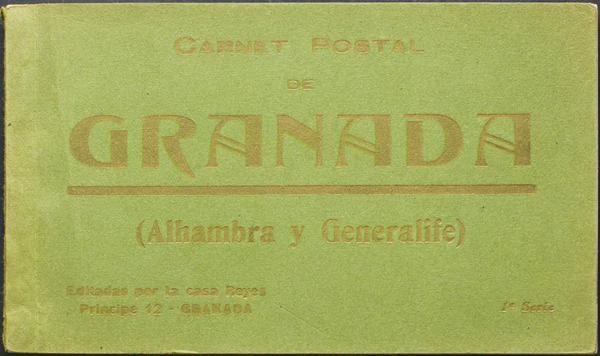 CARNET POSTAL
DE
GRANADA
(Alhambra y Generalife)
Editadas por la casa Reyes
Principe 12 - GRANADA
1ª Serie